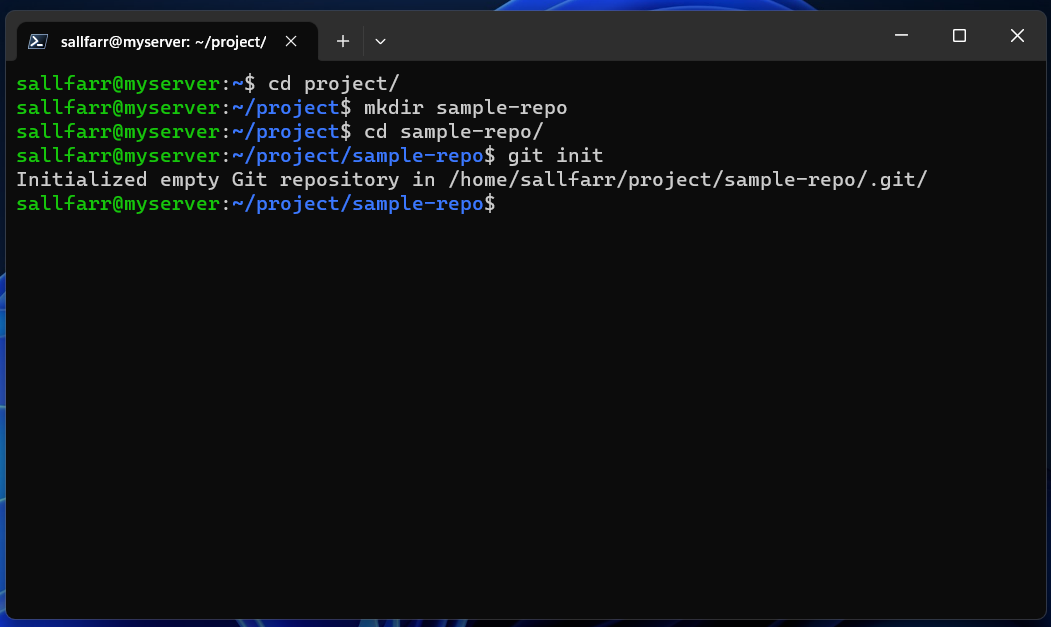 sallfarr@myserver: ~/project/
sallfarr@myserver:~$ cd project/
sallfarr@myserver:~/project$ mkdir sample-repo
sallfarr@myserver:~/project$ cd sample-repo/
sallfarr@myserver:~/project/sample-repo$ git init
Initialized empty Git repository in /home/sallfarr/project/sample-repo/.git/
sallfarr@myserver:~/project/sample-repo$